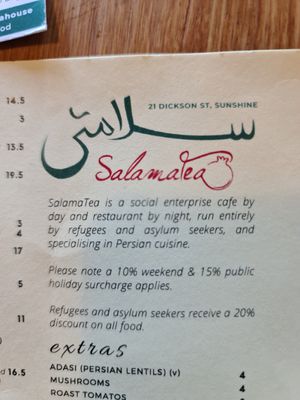 ahouse
od
14.5
3
13.5
19.5
3
4
17
5
11
d 16.5
21 DICKSON ST, SUNSHINE
سلامتی
SalamaTea
SalamaTea is a social enterprise cafe by
day and restaurant by night, run entirely
by refugees and asylum seekers, and
specialising in Persian cuisine.
Please note a 10% weekend & 15% public
holiday surcharge applies.
Refugees and asylum seekers receive a 20%
discount on all food.
extras
ADASI (PERSIAN LENTILS) (v) 4
MUSHROOMS 4
ROAST TOMATOS